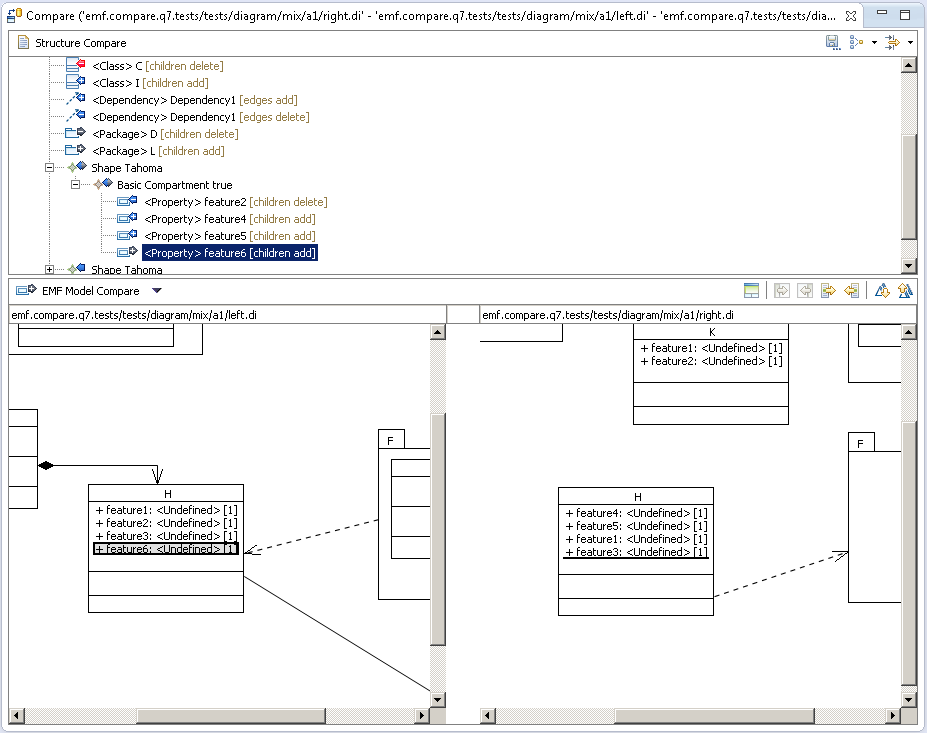 Compare ('emf.compare.q7.tests/tests/diagram/mix/a1/right.di' - 'emf.compare.q7.tests/tests/diagram/mix/a1/left.di' - 'emf.compare.q7.tests/tests/dia...
Structure Compare
<Class> C [children delete]
<Class> I [children add]
<Dependency> Dependency1 [edges add]
<Dependency> Dependency1 [edges delete]
<Package> D [children delete]
<Package> L [children add]
Shape Tahoma
Basic Compartment true
<Property> feature2 [children delete]
<Property> feature4 [children add]
<Property> feature5 [children add]
<Property> feature6 [children add]
Shape Tahoma
EMF Model Compare
emf.compare.q7.tests/tests/diagram/mix/a1/left.di
emf.compare.q7.tests/tests/diagram/mix/a1/right.di
F
H
+ feature1: <Undefined> [1]
+ feature2: <Undefined> [1]
+ feature3: <Undefined> [1]
+ feature6: <Undefined> [1]
K
+ feature1: <Undefined> [1]
+ feature2: <Undefined> [1]
F
H
+ feature4: <Undefined> [1]
+ feature5: <Undefined> [1]
+ feature1: <Undefined> [1]
+ feature3: <Undefined> [1]